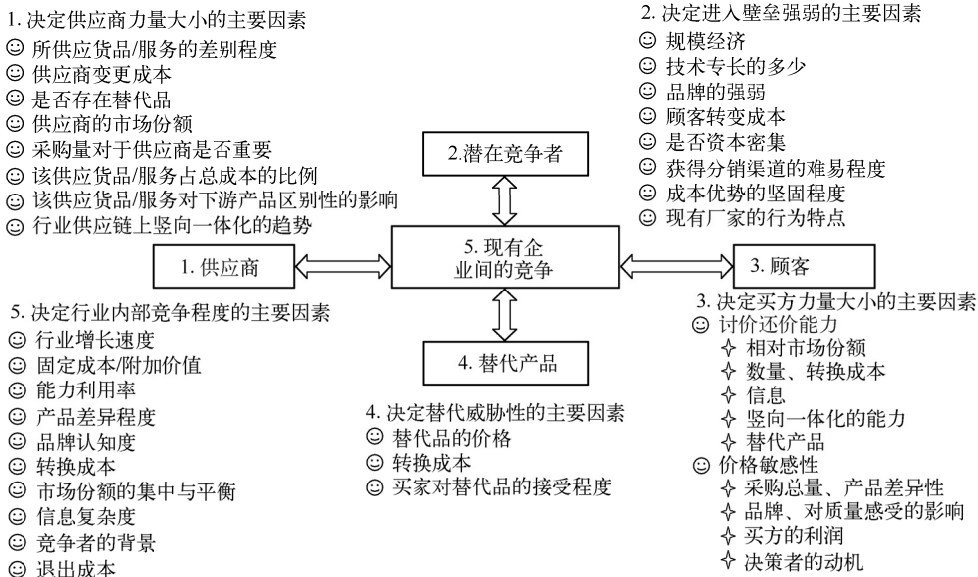 1. 决定供应商力量大小的主要因素
所供应货品/服务的差别程度
供应商变更成本
是否存在替代品
供应商的市场份额
采购量对于供应商是否重要
该供应货品/服务占总成本的比例
该供应货品/服务对下游产品区别性的影响
行业供应链上竖向一体化的趋势
2. 决定进入壁垒强弱的主要因素
规模经济
技术专长的多少
品牌的强弱
顾客转变成本
是否资本密集
获得分销渠道的难易程度
成本优势的坚固程度
现有厂家的行为特点
2.潜在竞争者
1. 供应商
5. 现有企
业间的竞争
3. 顾客
4. 替代产品
5. 决定行业内部竞争程度的主要因素
行业增长速度
固定成本/附加价值
能力利用率
产品差异程度
品牌认知度
转换成本
市场份额的集中与平衡
信息复杂度
竞争者的背景
退出成本
4. 决定替代威胁性的主要因素
替代品的价格
转换成本
买家对替代品的接受程度
3. 决定买方力量大小的主要因素
讨价还价能力
相对市场份额
数量、转换成本
信息
竖向一体化的能力
替代产品
价格敏感性
采购总量、产品差异性
品牌、对质量感受的影响
买方的利润
决策者的动机